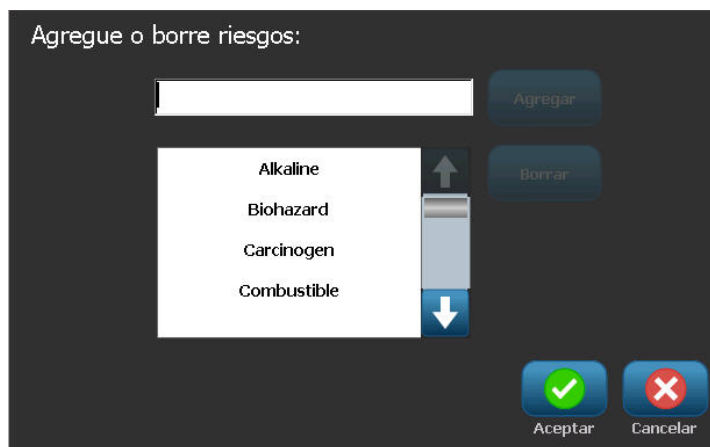 Agregue o borre riesgos:
Agregar
Alkaline
Borrar
Biohazard
Carcinogen
Combustible
Aceptar
Cancelar